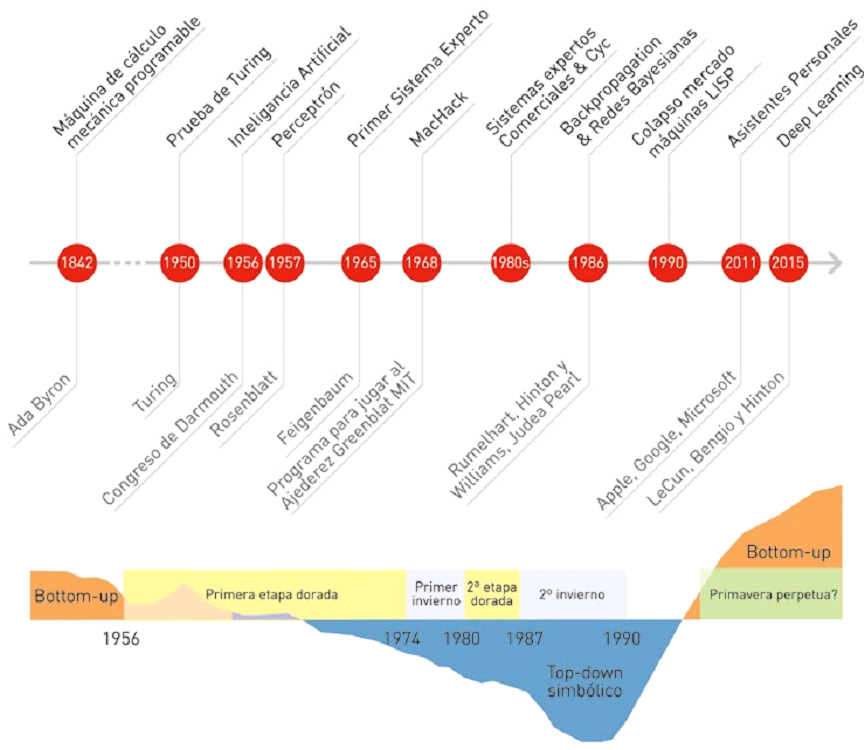 Máquina de cálculo
mecánica programable
Prueba de Turing
Inteligancia Artificial
Perceptrón
Primer Sistema Experto
MacHack
Sistemas expertos
Comerciales & Cyc
Backpropagation
& Redes Bayesianas
Colapso mercado
máquinas LISP
Asistentes Personales
Deep Learning
1842
1950
1956
1957
1965
1968
1980s
1986
1990
2011
2015
Ada Byron
Turing
Congreso de Darmouth
Rosenblatt
Feigenbaum
Programa para jugar al
Ajederez Greenblat MIT
Rumelhart, Hinton y
Williams, Judea Pearl
Apple, Google, Microsoft
LeCun, Bengio y Hinton
Bottom-up
Bottom-up
Primera etapa dorada
Primer
invierno
2ª etapa
dorada
2º invierno
Primavera perpetua?
1956
1974
1980
1987
1990
Top-down
simbólico